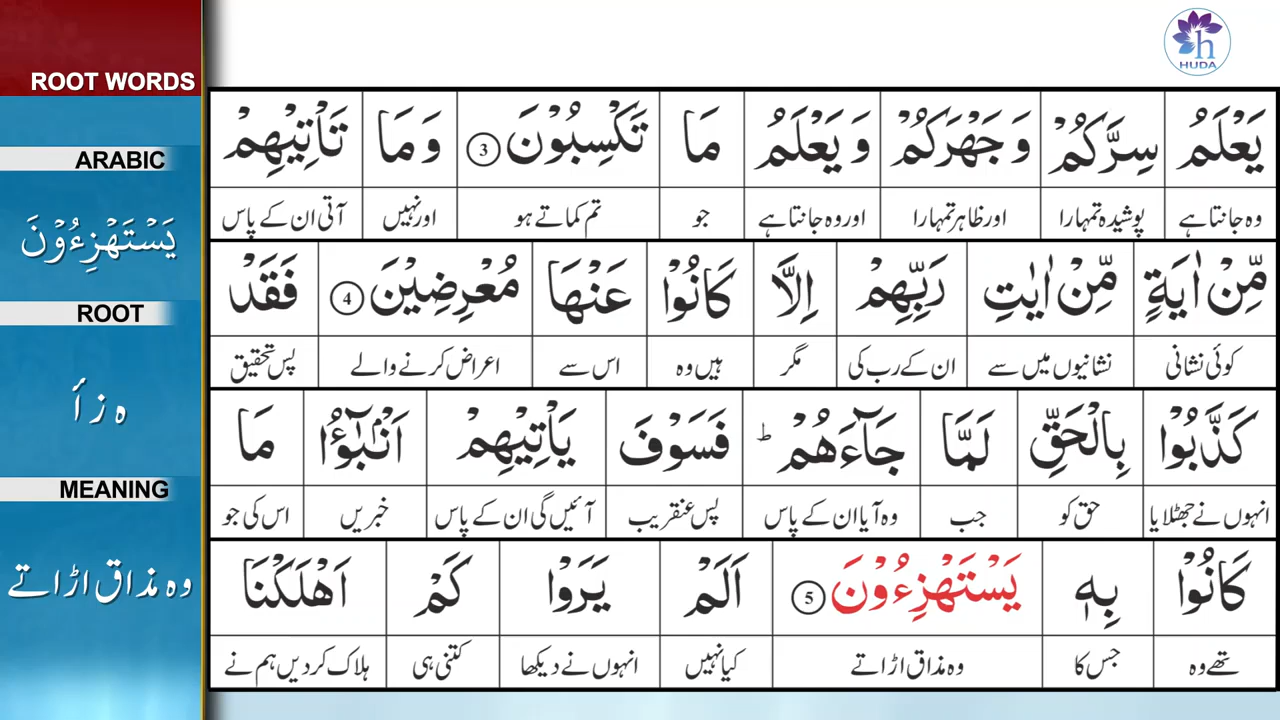 ROOT WORDS
ARABIC
يَسْتَهْزِءُوْنَ
ROOT
ہ ز أ
MEANING
وہ مذاق اڑاتے
HUDA
يَعْلَمُ سِرَّكُمْ وَ جَهْرَكُمْ وَ يَعْلَمُ مَا تَكْسِبُوْنَ 3 وَ مَا تَاْتِيْهِمْ
وہ جانتا ہے پوشیدہ تمہارا اور ظاہر تمہارا اور وہ جانتا ہے جو تم کماتے ہو اور نہیں آتی ان کے پاس
مِّنْ اٰيَةٍ مِّنْ اٰيٰتِ رَبِّهِمْ اِلَّا كَانُوْا عَنْهَا مُعْرِضِيْنَ 4 فَقَدْ
کوئی نشانی نشانیوں میں سے ان کے رب کی مگر ہیں وہ اس سے اعراض کرنے والے پس تحقیق
كَذَّبُوْا بِالْحَقِّ لَمَّا جَآءَهُمْ ؕ فَسَوْفَ يَاْتِيْهِمْ اَنْۢبٰٓؤُا مَا
انہوں نے جھٹلایا حق کو جب وہ آیا ان کے پاس پس عنقریب آئیں گی ان کے پاس خبریں اس کی جو
كَانُوْا بِهٖ يَسْتَهْزِءُوْنَ 5 اَلَمْ يَرَوْا كَمْ اَهْلَكْنَا
تھے وہ جس کا وہ مذاق اڑاتے کیا نہیں انہوں نے دیکھا کتنی ہی ہلاک کر دیں ہم نے